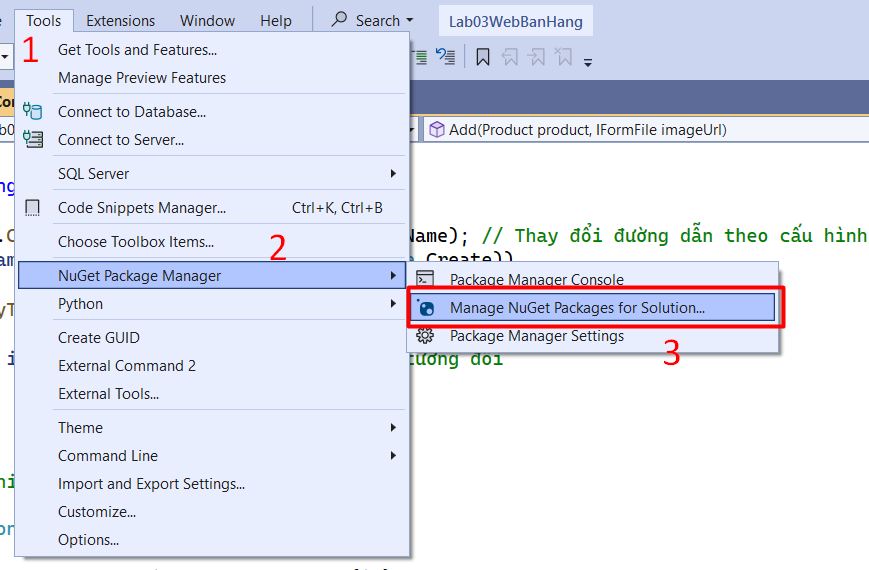 Tools Extensions Window Help Search Lab03WebBanHang
1
Get Tools and Features...
Manage Preview Features
Connect to Database...
Connect to Server...
Add(Product product, IFormFile imageUrl)
SQL Server
Code Snippets Manager... Ctrl+K, Ctrl+B
Name); // Thay đổi đường dẫn theo cấu hình
Choose Toolbox Items...
2
Create))
NuGet Package Manager
Package Manager Console
Python
Manage NuGet Packages for Solution...
Create GUID
Package Manager Settings
3
External Command 2
tương đối
External Tools...
Theme
Command Line
Import and Export Settings...
Customize...
Options...